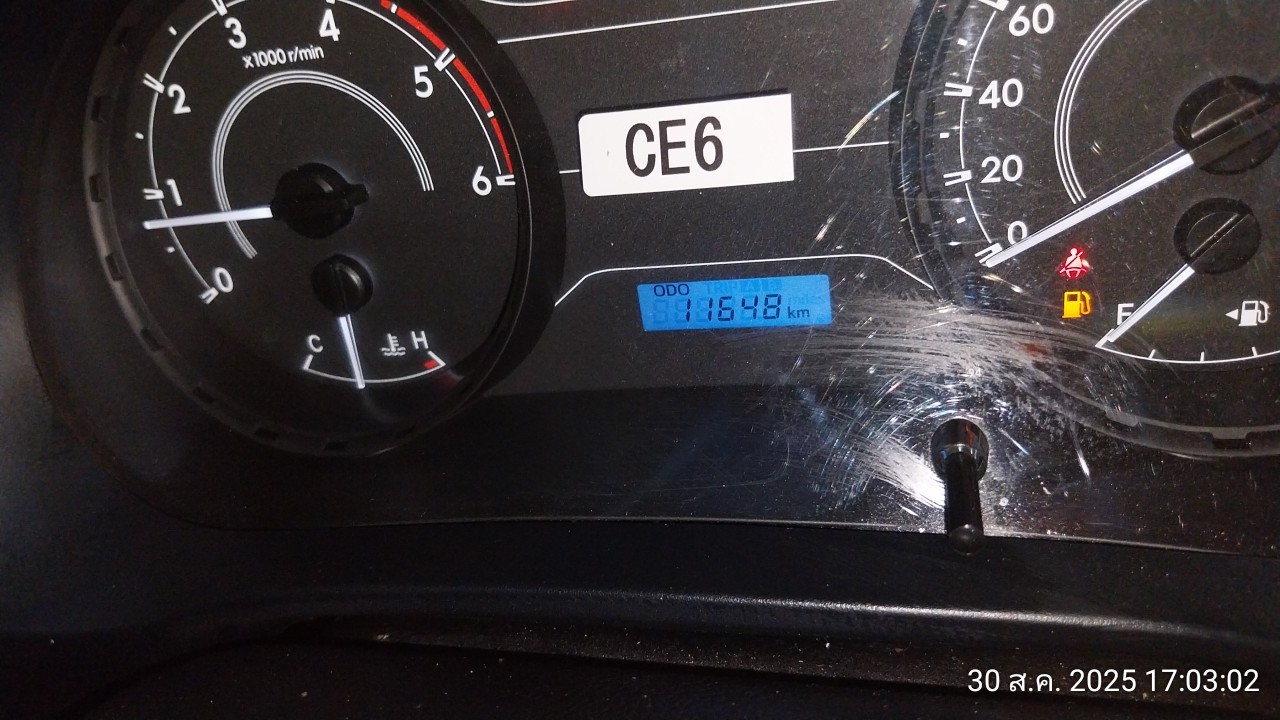 3 4
x1000 r/min
2 5
1 6
0
C H
CE6
ODO TRIP A B
11648 km
60
40
20
0
E
30 ส.ค. 2025 17:03:02